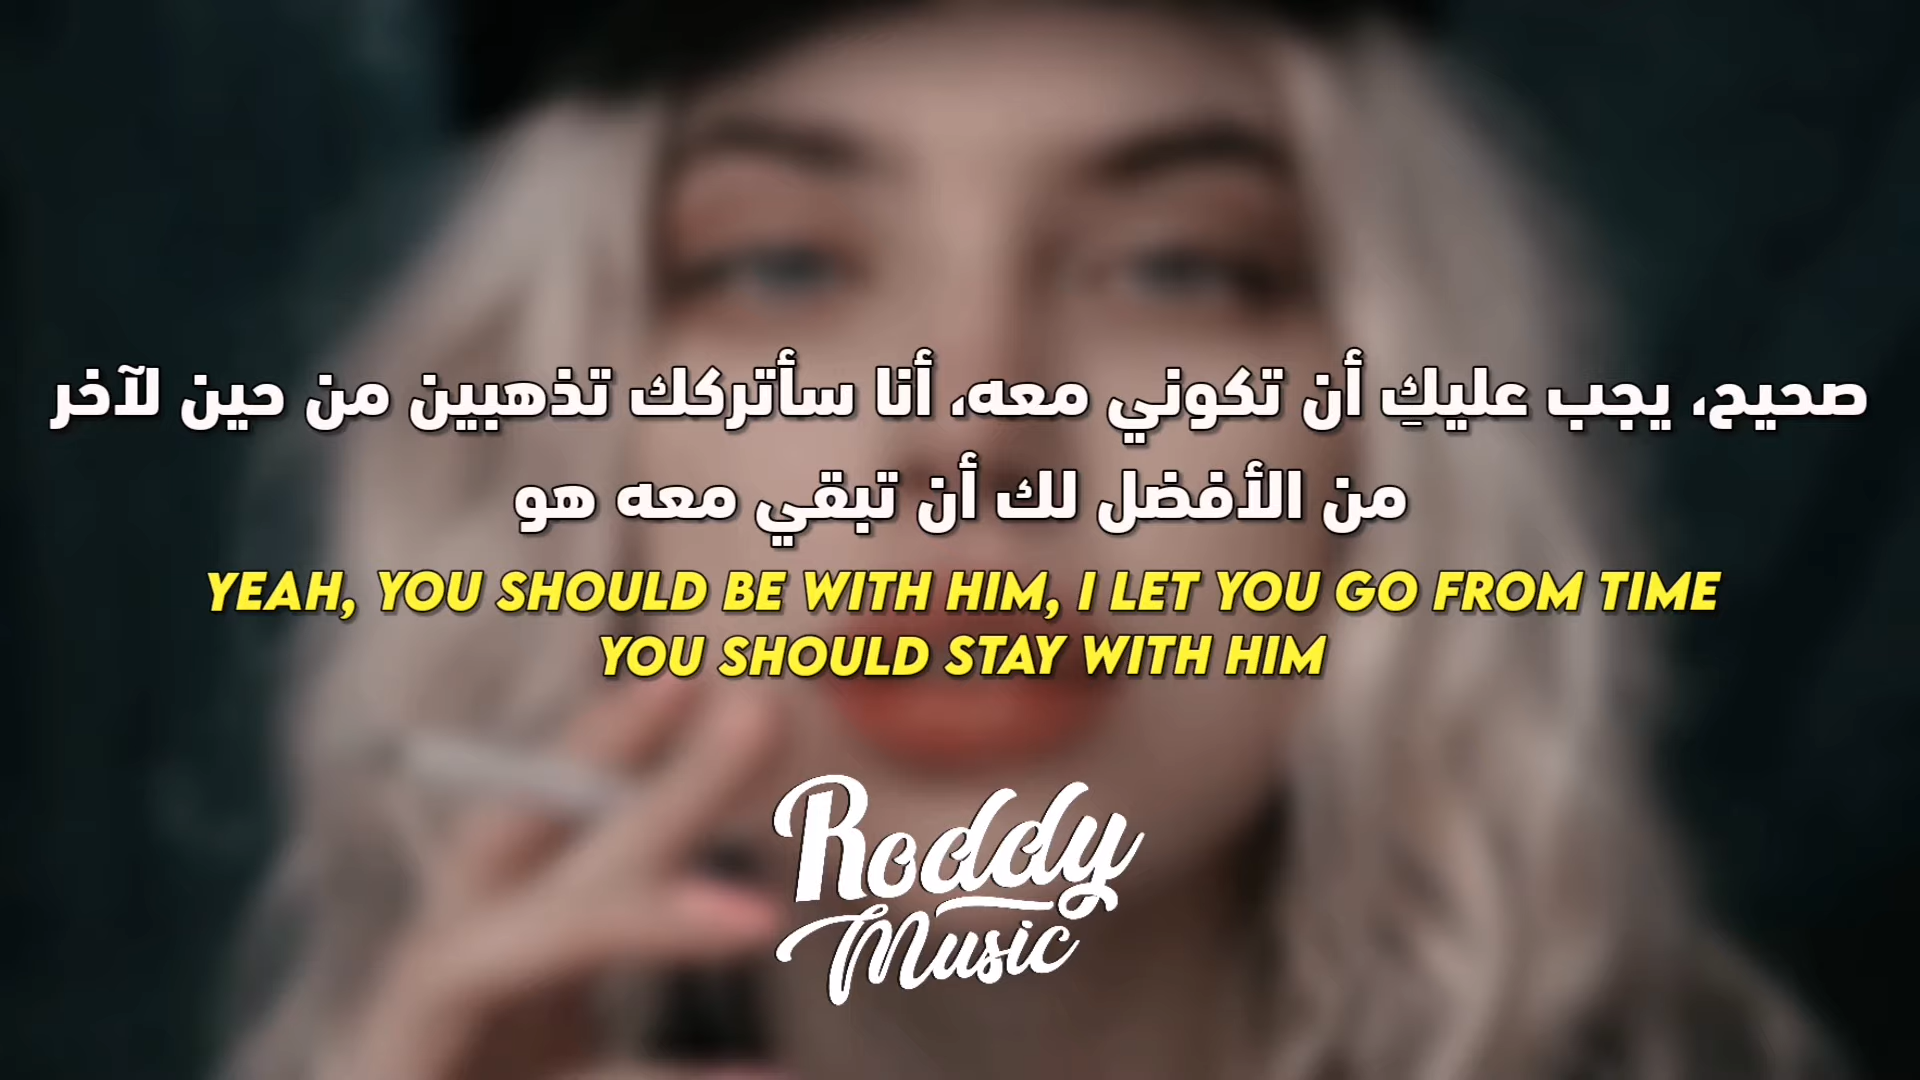 صحيح، يجب عليكِ أن تكوني معه، أنا سأتركك تذهبين من حين لآخر
من الأفضل لك أن تبقي معه هو
YEAH, YOU SHOULD BE WITH HIM, I LET YOU GO FROM TIME
YOU SHOULD STAY WITH HIM
Roddy
Music